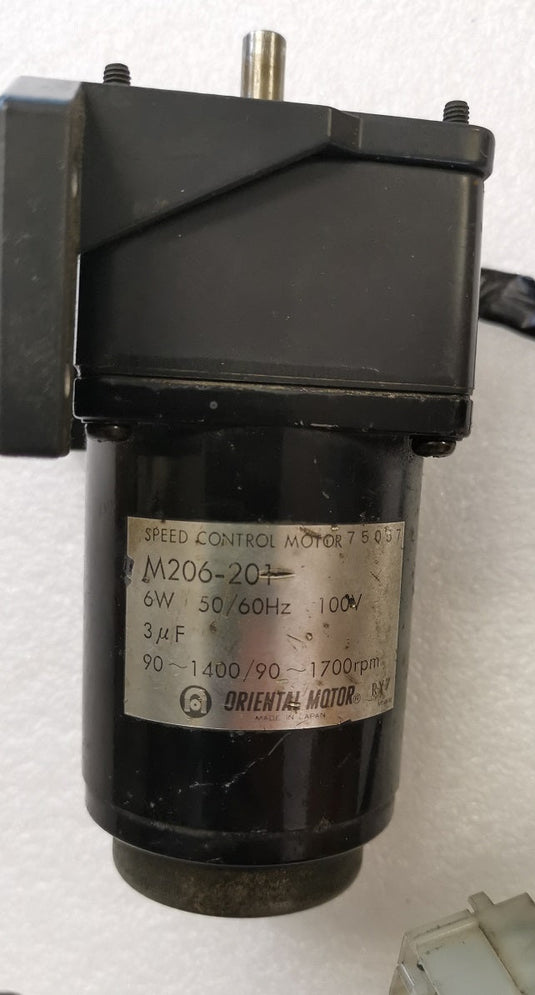 SPEED CONTROL MOTOR 75057
M206-201
6W 50/60Hz 100V
3μF
90~1400/90~1700rpm
ORIENTAL MOTOR®
MADE IN JAPAN